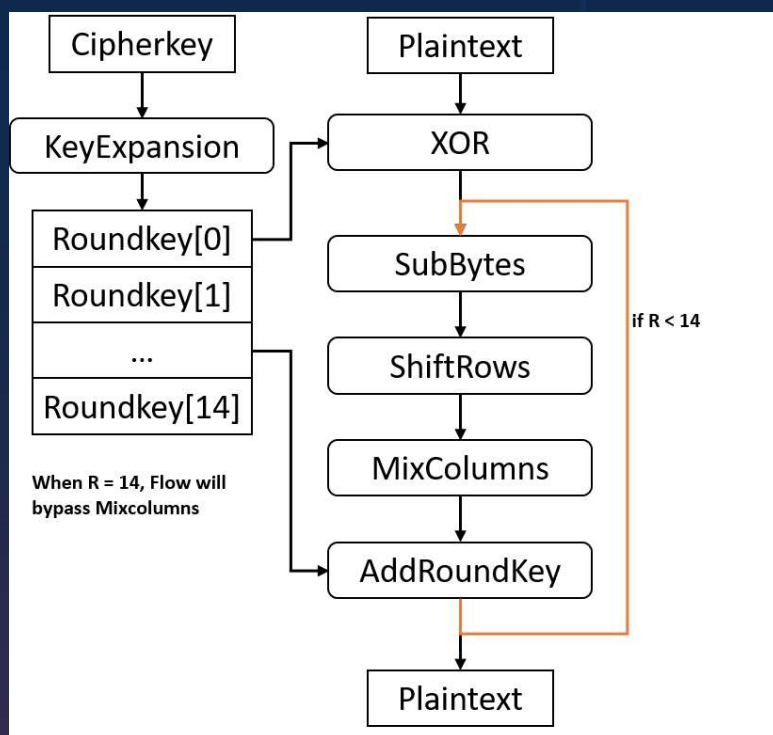 Cipherkey
Plaintext
KeyExpansion
XOR
Roundkey[0]
Roundkey[1]
...
Roundkey[14]
SubBytes
ShiftRows
MixColumns
AddRoundKey
Plaintext
if R < 14
When R = 14, Flow will
bypass Mixcolumns